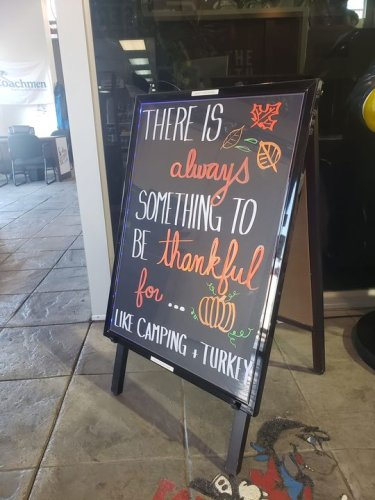 Coachmen
THERE IS
always
SOMETHING TO
BE thankful
for...
LIKE CAMPING + TURKEY